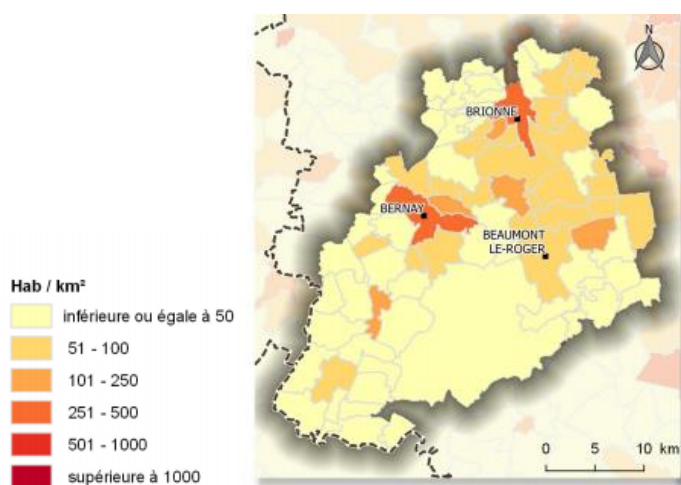 N
BRIONNE
BERNAY
BEAUMONT
LE-ROGER
Hab / km²
inférieure ou égale à 50
51 - 100
101 - 250
251 - 500
501 - 1000
supérieure à 1000
0 5 10 km